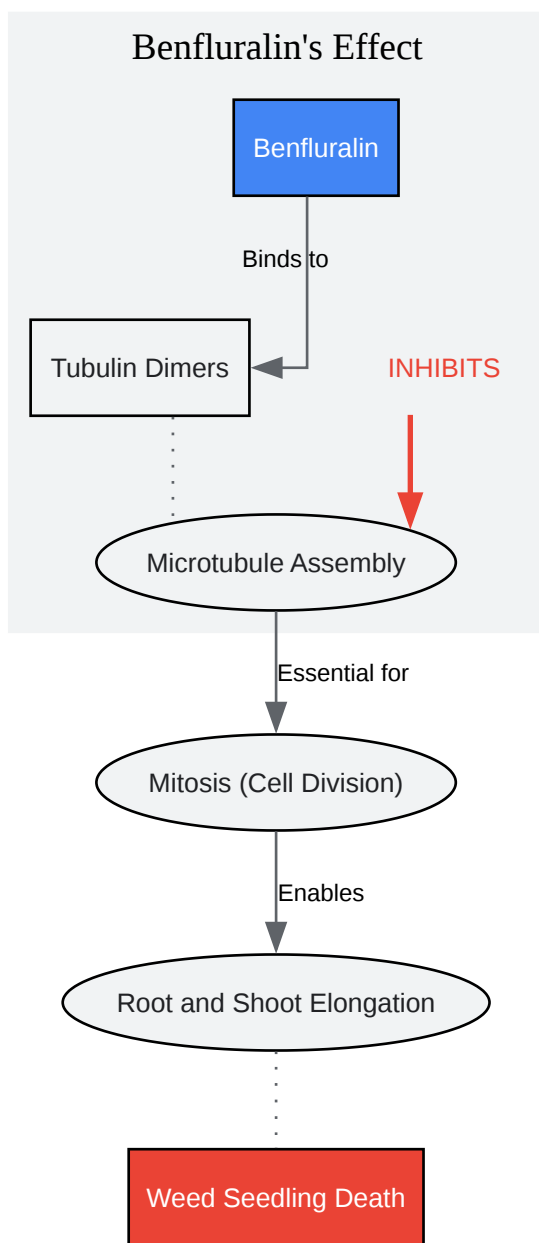 Benfluralin's Effect
Benfluralin
Binds to
Tubulin Dimers
INHIBITS
Microtubule Assembly
Essential for
Mitosis (Cell Division)
Enables
Root and Shoot Elongation
Weed Seedling Death